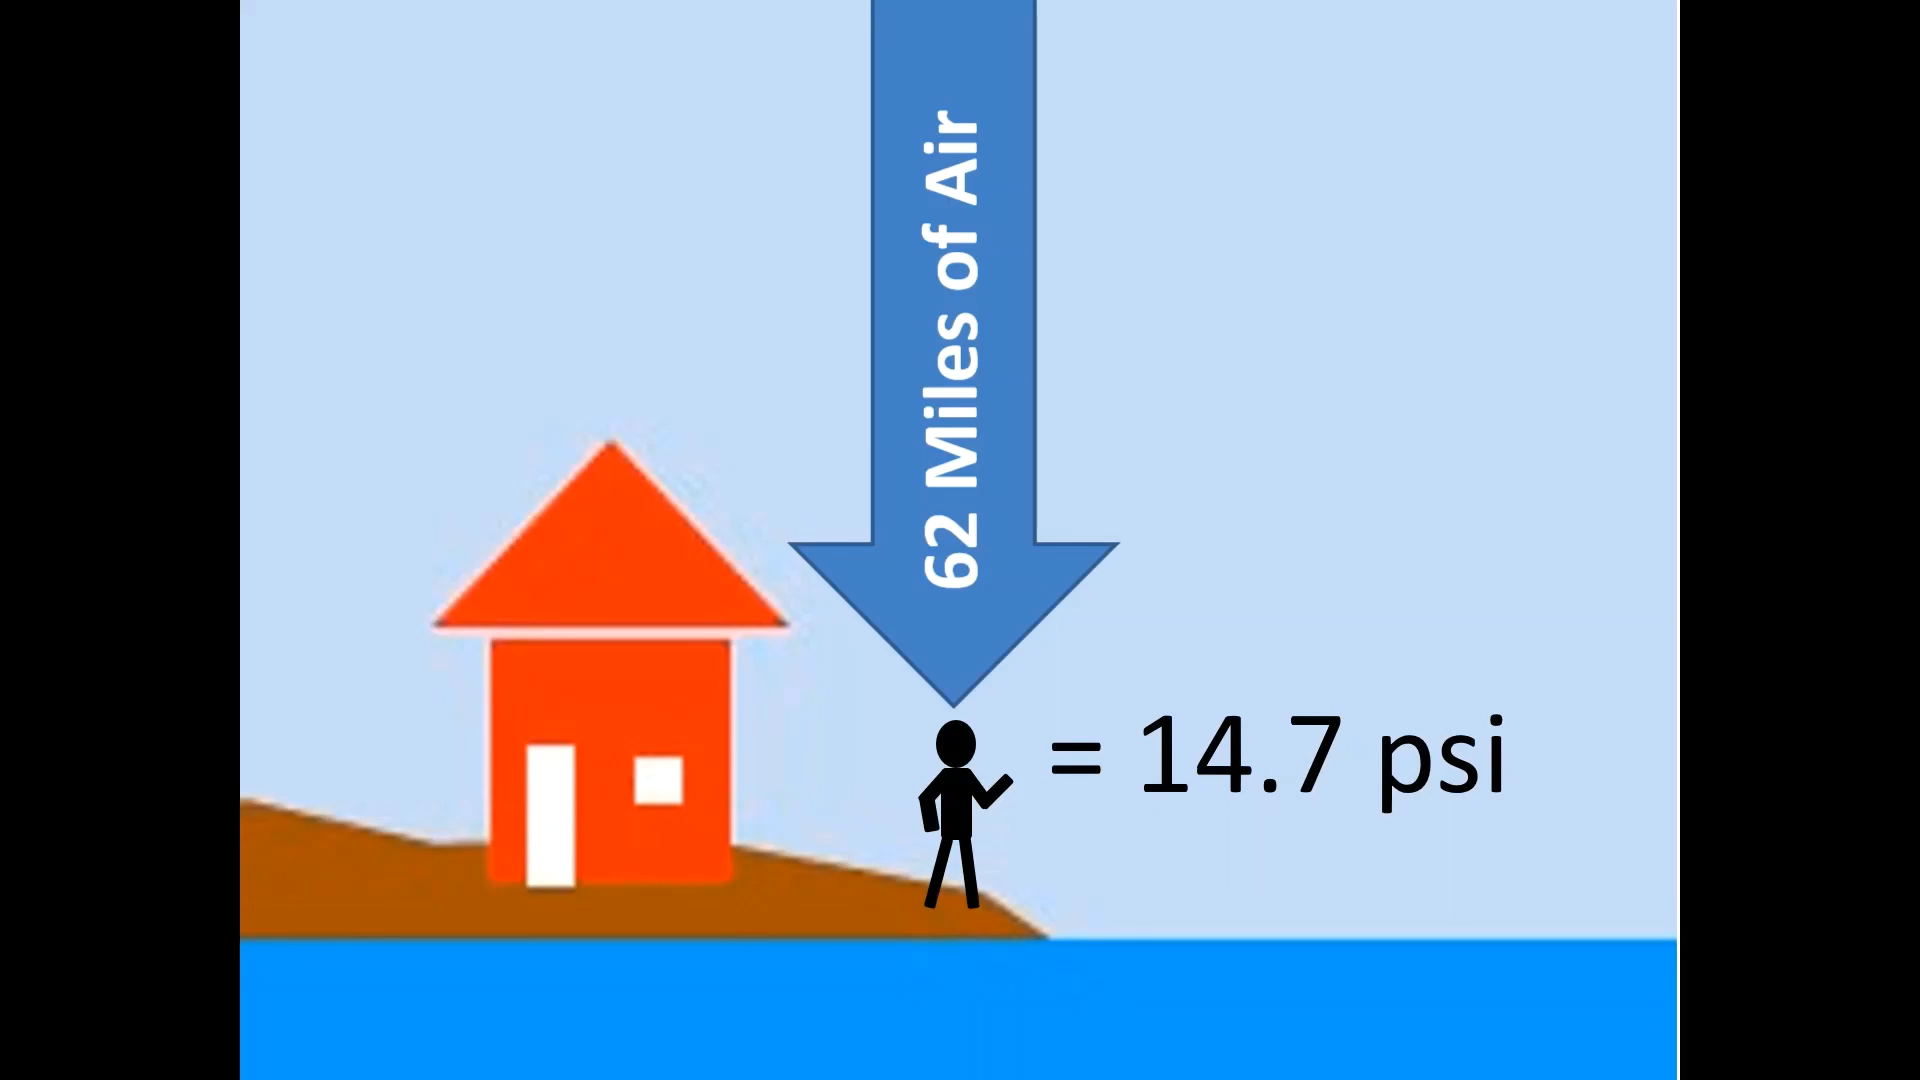 62 Miles of Air
= 14.7 psi